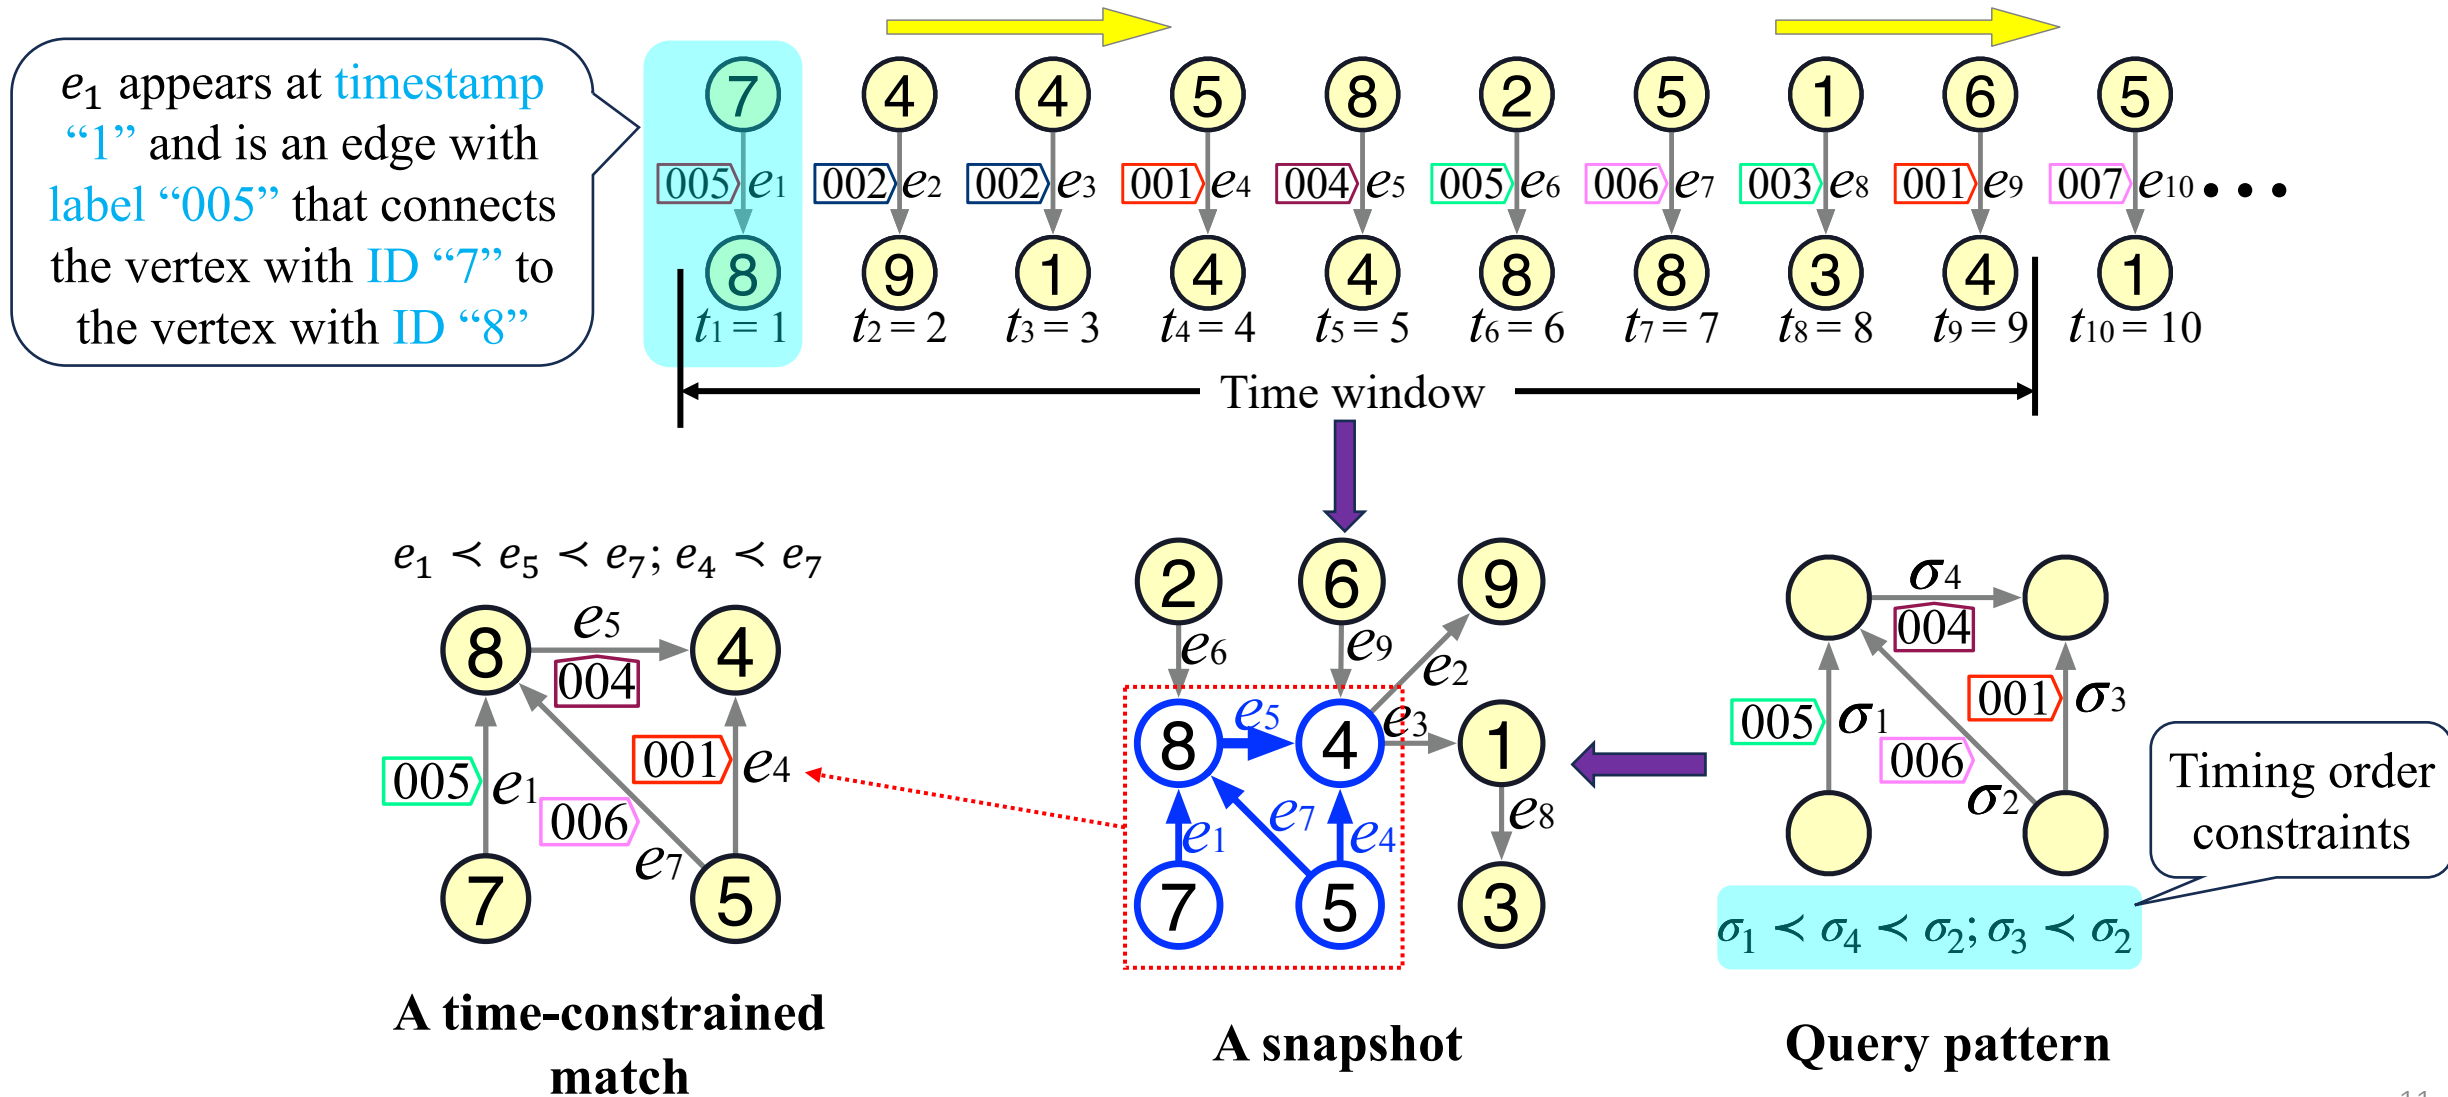 e₁ appears at timestamp
“1” and is an edge with
label “005” that connects
the vertex with ID “7” to
the vertex with ID “8”
7 4 4 5 8 2 5 1 6 5
005 e₁ 002 e₂ 002 e₃ 001 e₄ 004 e₅ 005 e₆ 006 e₇ 003 e₈ 001 e₉ 007 e₁₀ • • •
8 9 1 4 4 8 8 3 4 1
t₁ = 1 t₂ = 2 t₃ = 3 t₄ = 4 t₅ = 5 t₆ = 6 t₇ = 7 t₈ = 8 t₉ = 9 t₁₀ = 10
Time window
e₁ ≺ e₅ ≺ e₇; e₄ ≺ e₇
8 e₅ 4
004
005 e₁ 001 e₄
006
e₇
7 5
A time-constrained
match
2 6 9
e₆ e₉ e₂
8 e₅ 4 e₃ 1
e₁ e₇ e₄ e₈
7 5 3
A snapshot
σ₄
004
005 σ₁ 001 σ₃
006 σ₂
Timing order
constraints
σ₁ ≺ σ₄ ≺ σ₂; σ₃ ≺ σ₂
Query pattern